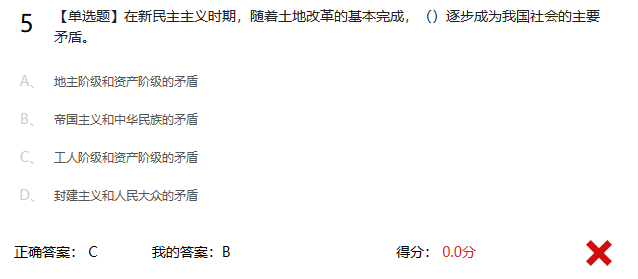 5
【单选题】在新民主主义时期，随着土地改革的基本完成，（）逐步成为我国社会的主要
矛盾。
A、 地主阶级和资产阶级的矛盾
B、 帝国主义和中华民族的矛盾
C、 工人阶级和资产阶级的矛盾
D、 封建主义和人民大众的矛盾
正确答案： C 我的答案：B 得分： 0.0分